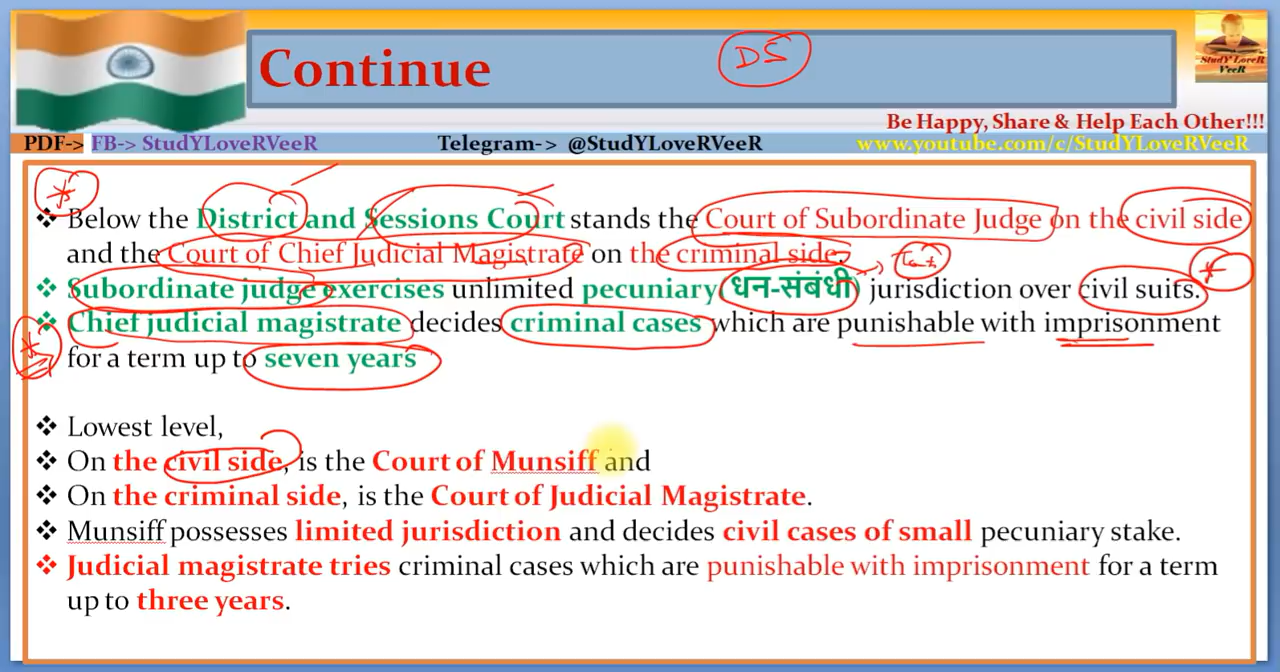 Continue
DS
StudY LoveR
VeeR
Be Happy, Share & Help Each Other!!!
PDF-> FB-> StudYLoveRVeeR Telegram-> @StudYLoveRVeeR www.youtube.com/c/StudYLoveRVeeR
❖ Below the District and Sessions Court stands the Court of Subordinate Judge on the civil side
and the Court of Chief Judicial Magistrate on the criminal side.
❖ Subordinate judge exercises unlimited pecuniary(धन-संबंधी) jurisdiction over civil suits.
❖ Chief judicial magistrate decides criminal cases which are punishable with imprisonment
for a term up to seven years
❖ Lowest level,
❖ On the civil side, is the Court of Munsiff and
❖ On the criminal side, is the Court of Judicial Magistrate.
❖ Munsiff possesses limited jurisdiction and decides civil cases of small pecuniary stake.
❖ Judicial magistrate tries criminal cases which are punishable with imprisonment for a term
up to three years.